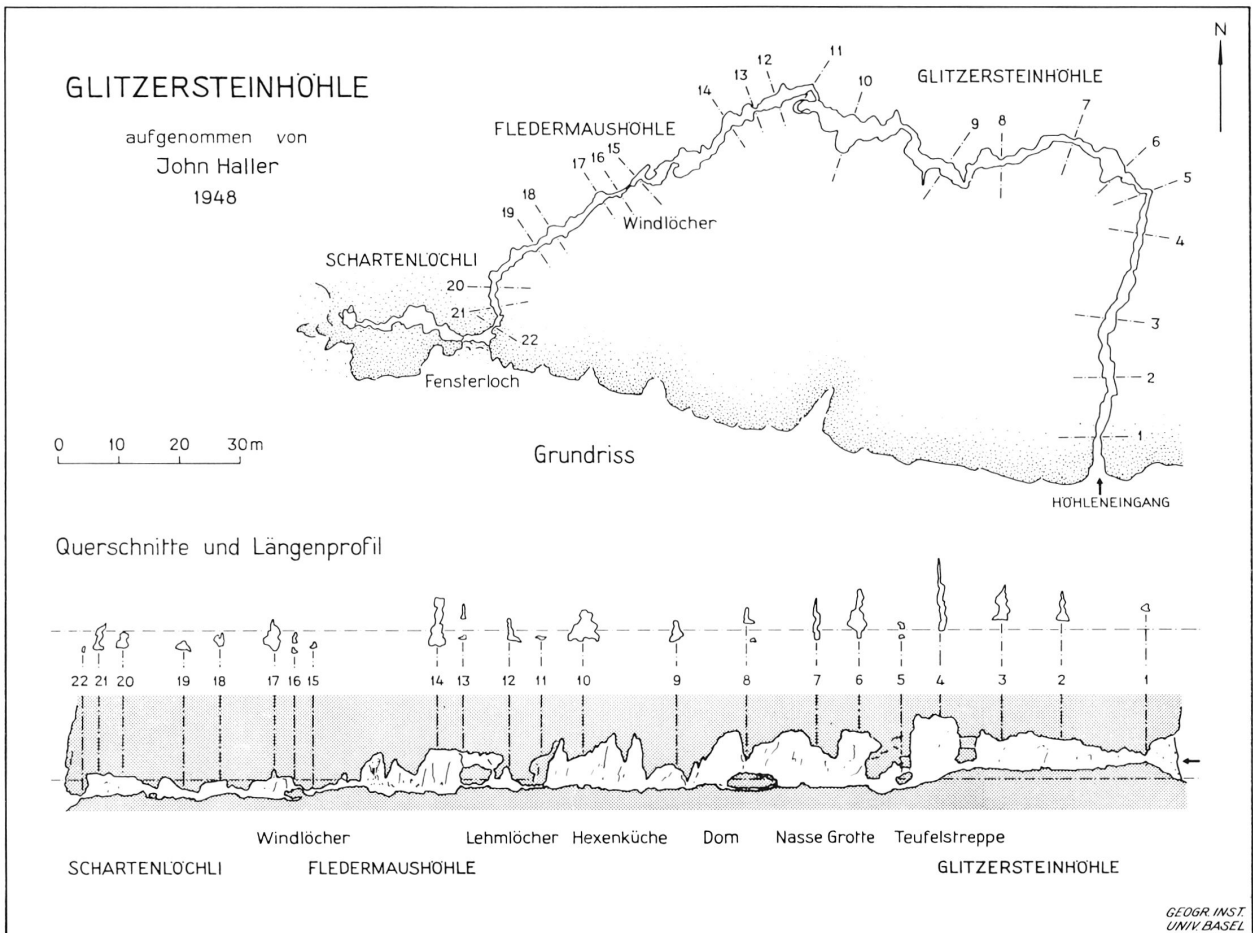 GLITZERSTEINHÖHLE
aufgenommen von
John Haller
1948
N
11
12
13
10
14
GLITZERSTEINHÖHLE
7
FLEDERMAUSHÖHLE
9
8
6
15
16
17
5
18
Windlöcher
19
4
SCHARTENLÖCHLI
20
21
3
22
Fensterloch
2
0 10 20 30m
1
Grundriss
HÖHLENEINGANG
Querschnitte und Längenprofil
22 21 20 19 18 17 16 15 14 13 12 11 10 9 8 7 6 5 4 3 2 1
Windlöcher Lehmlöcher Hexenküche Dom Nasse Grotte Teufelstreppe
SCHARTENLÖCHLI FLEDERMAUSHÖHLE GLITZERSTEINHÖHLE
GEOGR. INST.
UNIV. BASEL